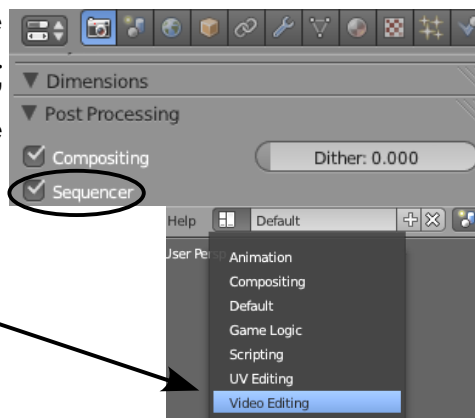 Dimensions
Post Processing
Compositing
Dither: 0.000
Sequencer
Help Default
User Persp
Animation
Compositing
Default
Game Logic
Scripting
UV Editing
Video Editing